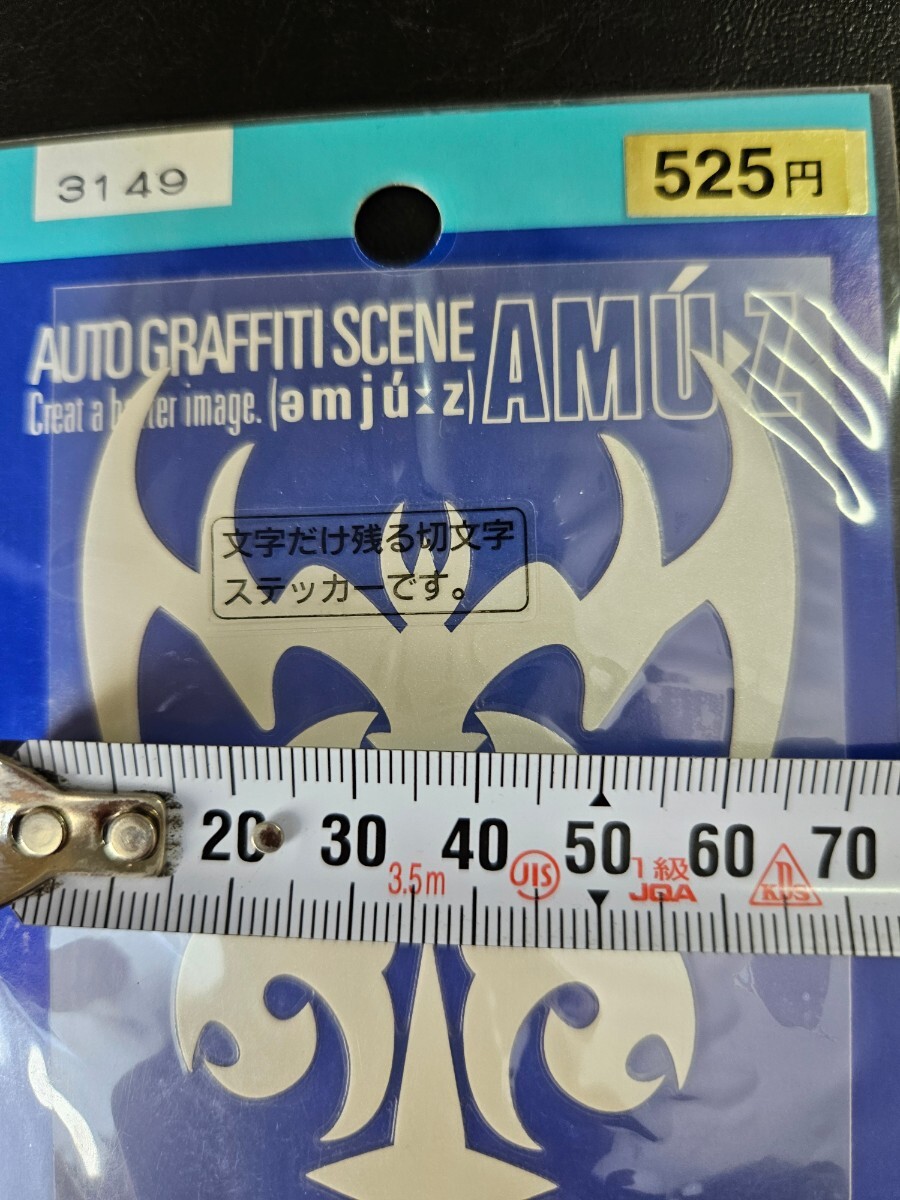 3149
525円
AUTO GRAFFITI SCENE AMÚ:Z
Creat a better image. (əmjú:z)
文字だけ残る切文字
ステッカーです。
20 30 40 50 60 70
3.5m JIS 1級 JQA KDS